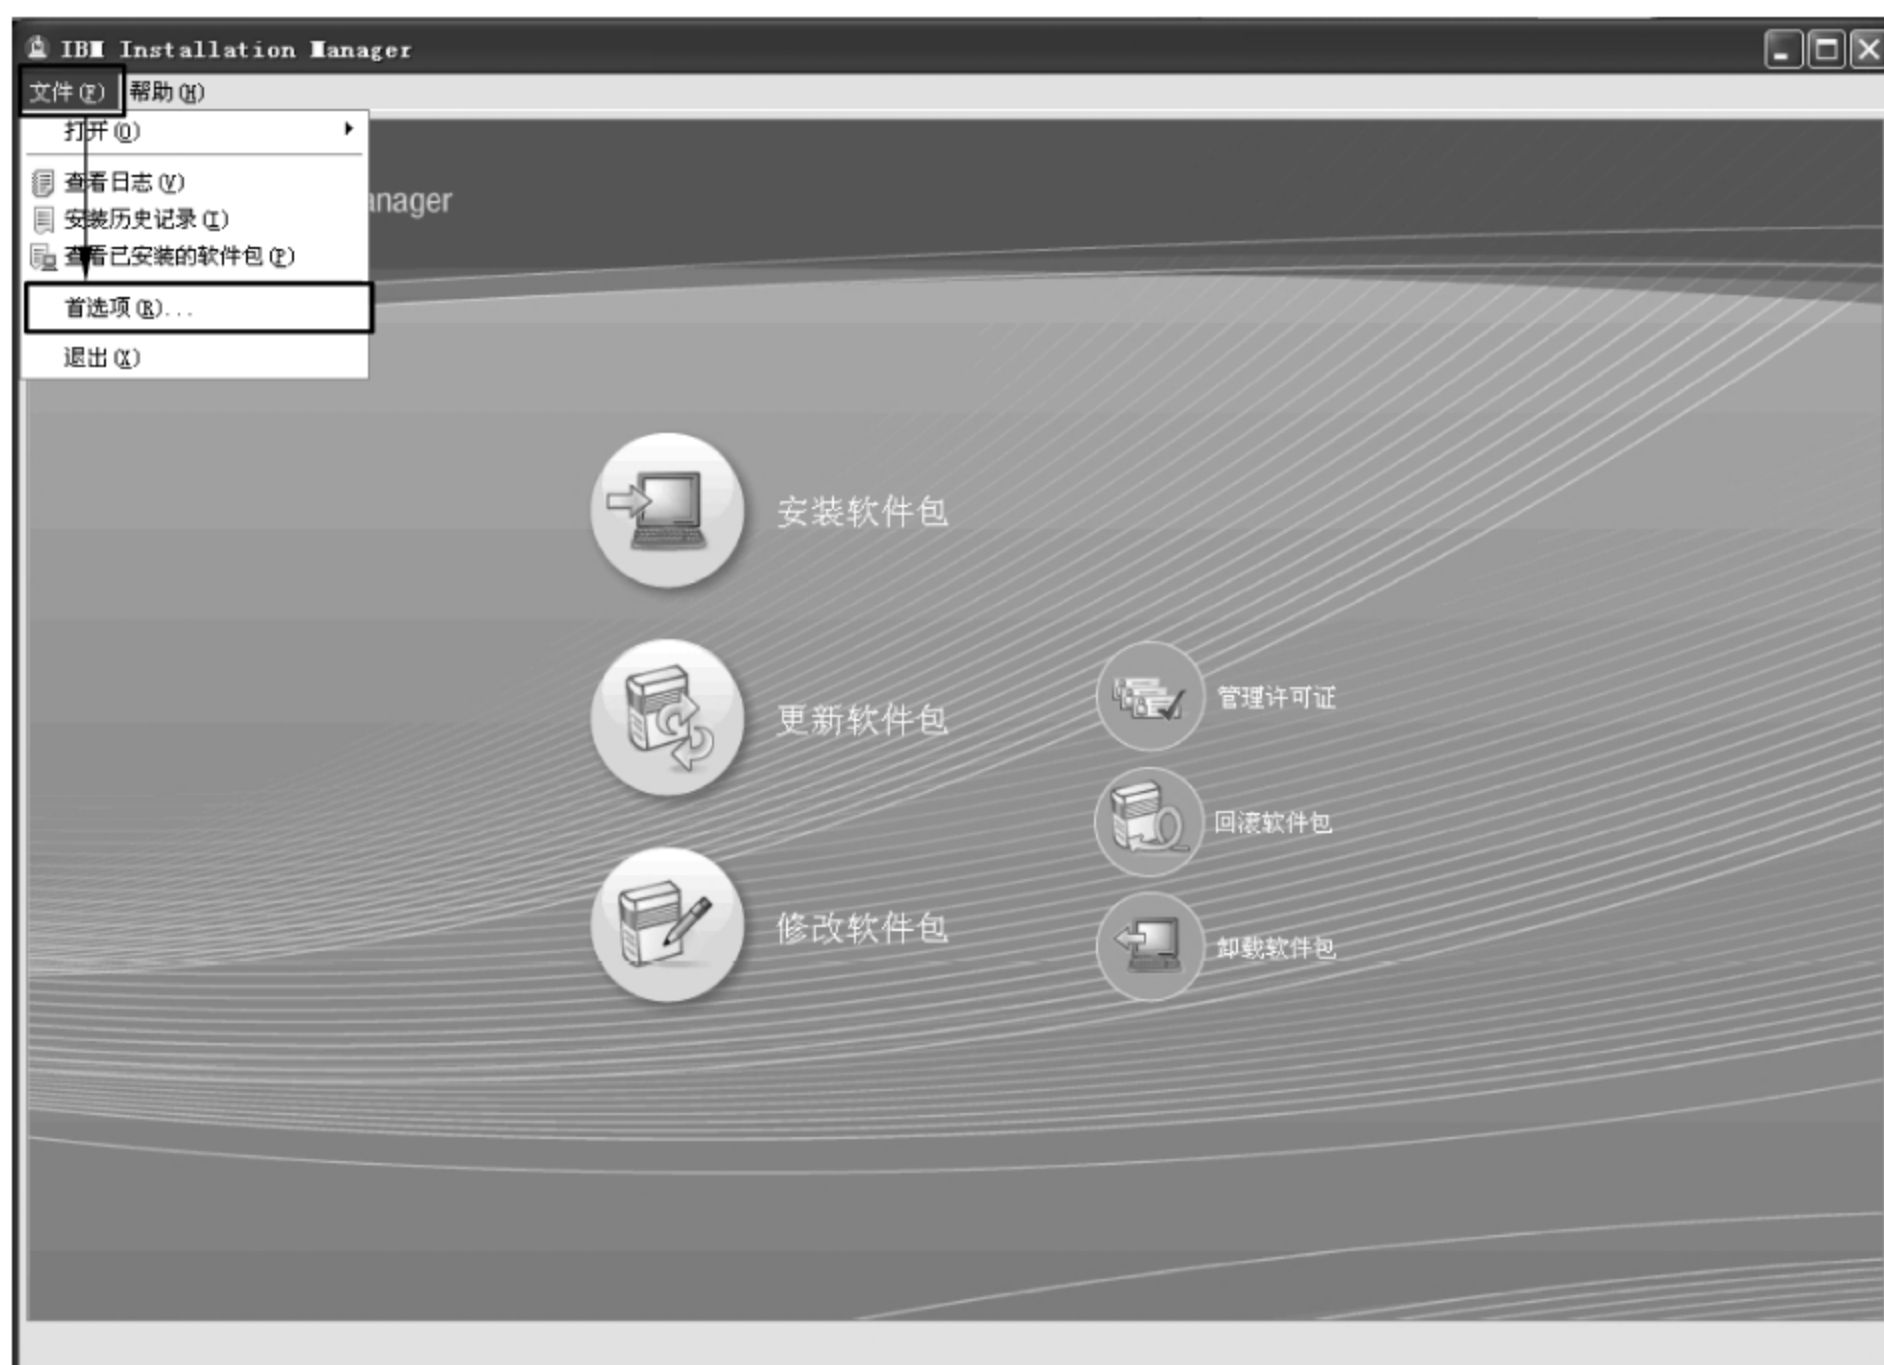 IBM Installation Manager
文件(F) 帮助(H)
打开(O)
查看日志(V)
anager
安装历史记录(I)
查看已安装的软件包(P)
首选项(R)...
退出(X)
安装软件包
更新软件包
管理许可证
回滚软件包
修改软件包
卸载软件包